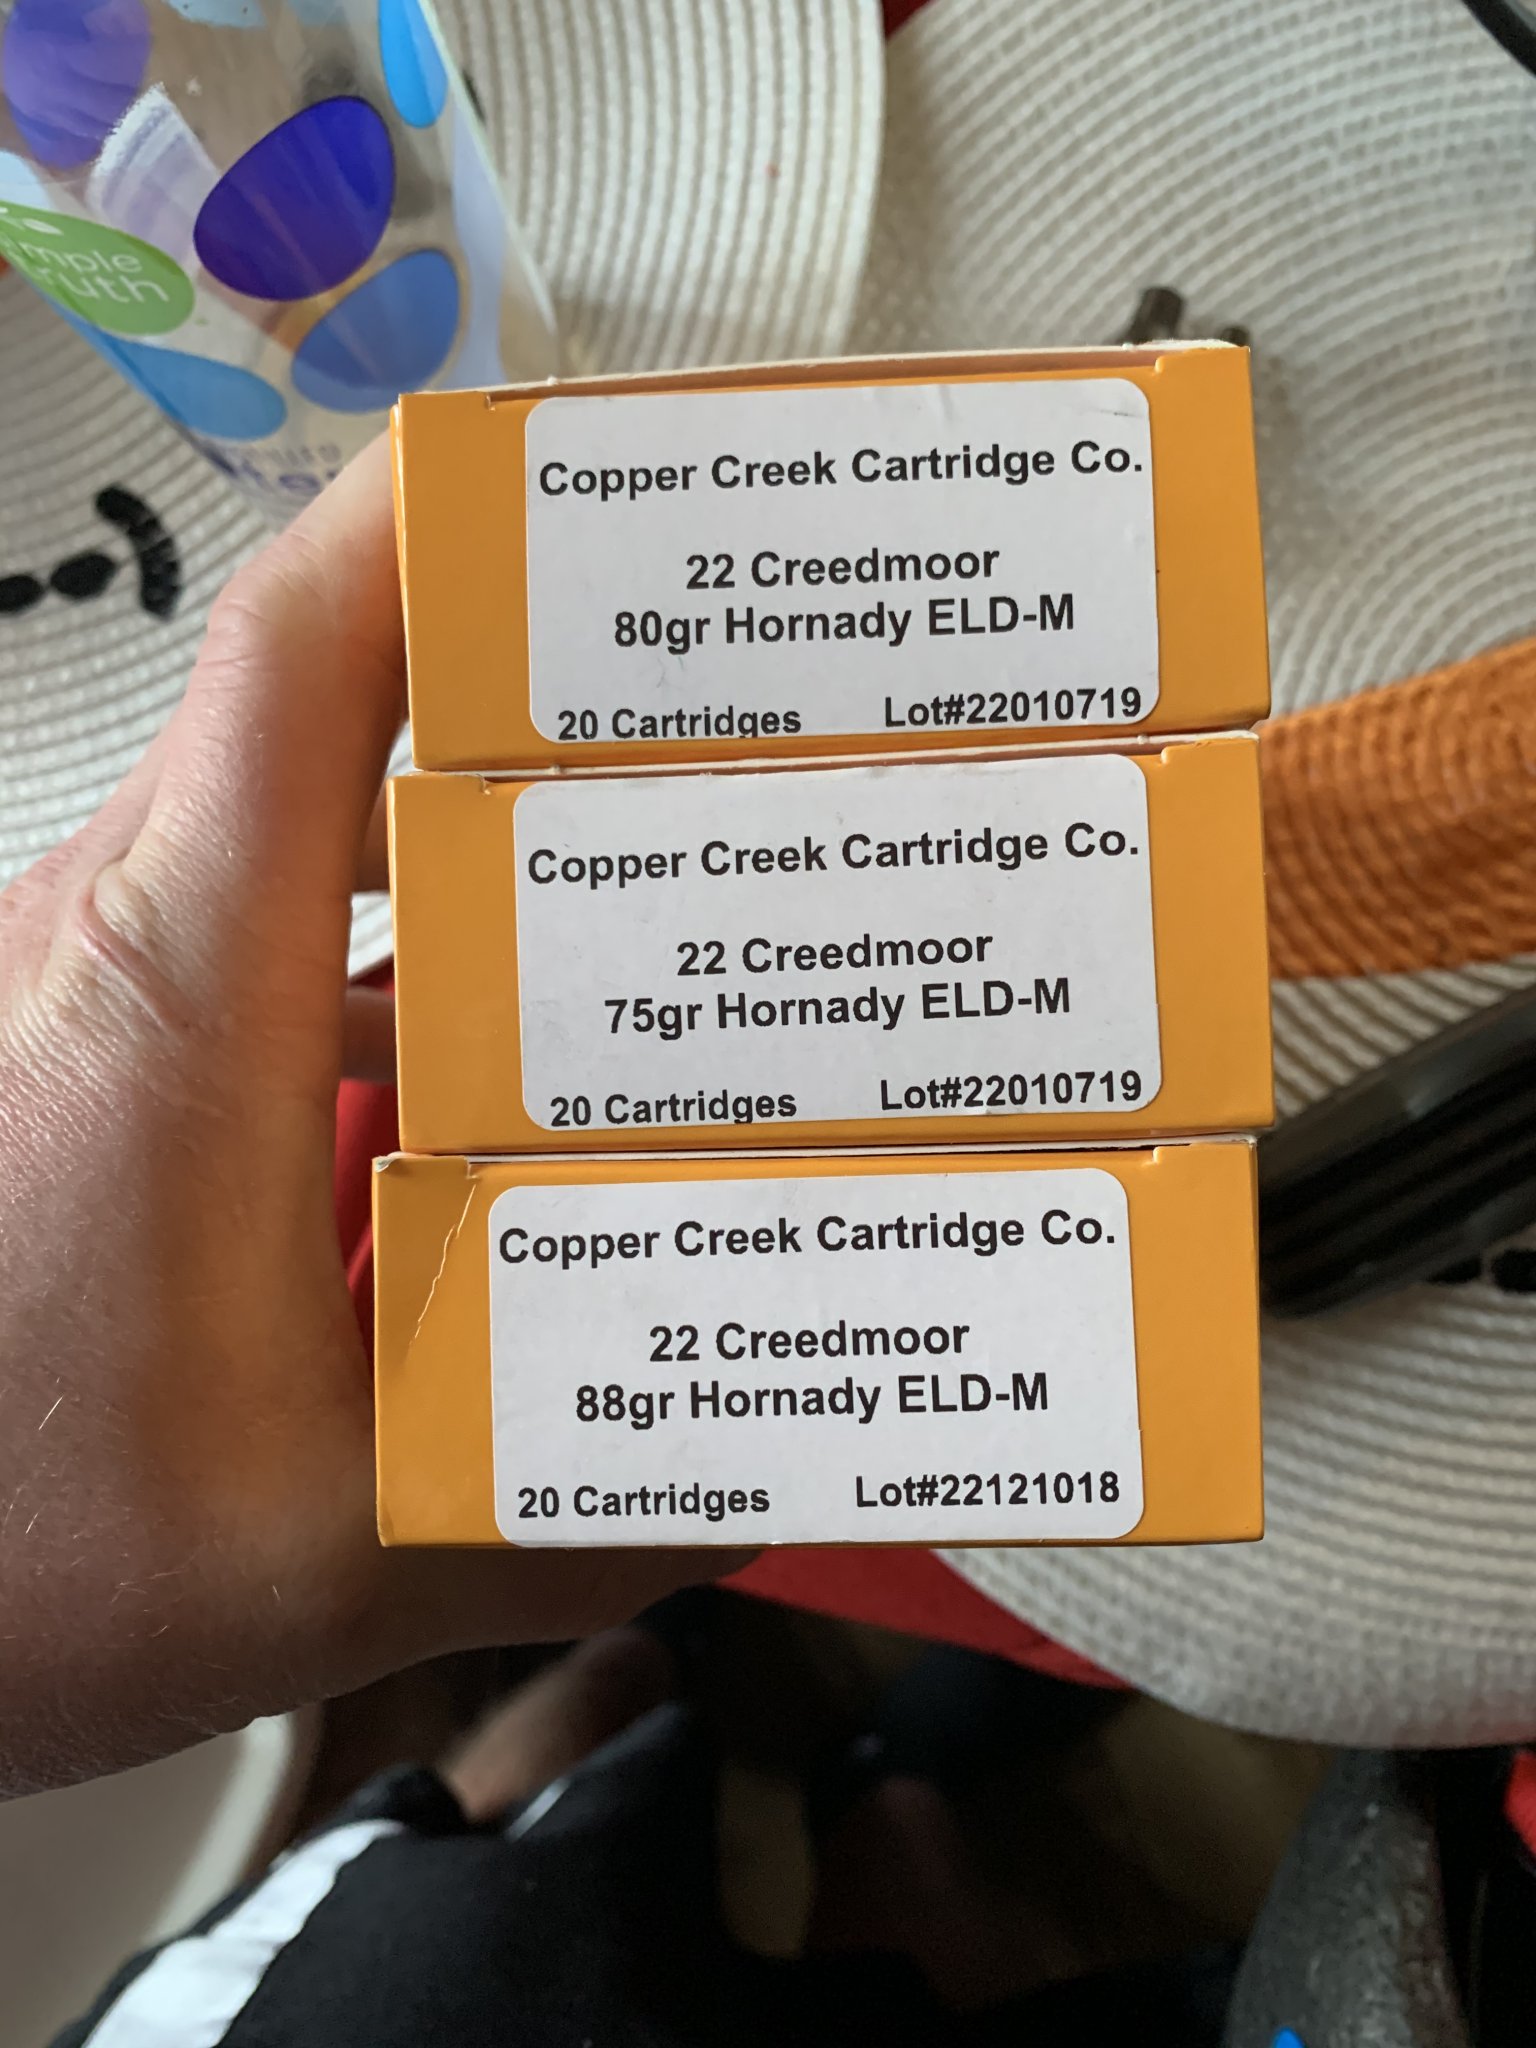 mple
ruth
Copper Creek Cartridge Co.
22 Creedmoor
80gr Hornady ELD-M
20 Cartridges Lot#22010719
Copper Creek Cartridge Co.
22 Creedmoor
75gr Hornady ELD-M
20 Cartridges Lot#22010719
Copper Creek Cartridge Co.
22 Creedmoor
88gr Hornady ELD-M
20 Cartridges Lot#22121018